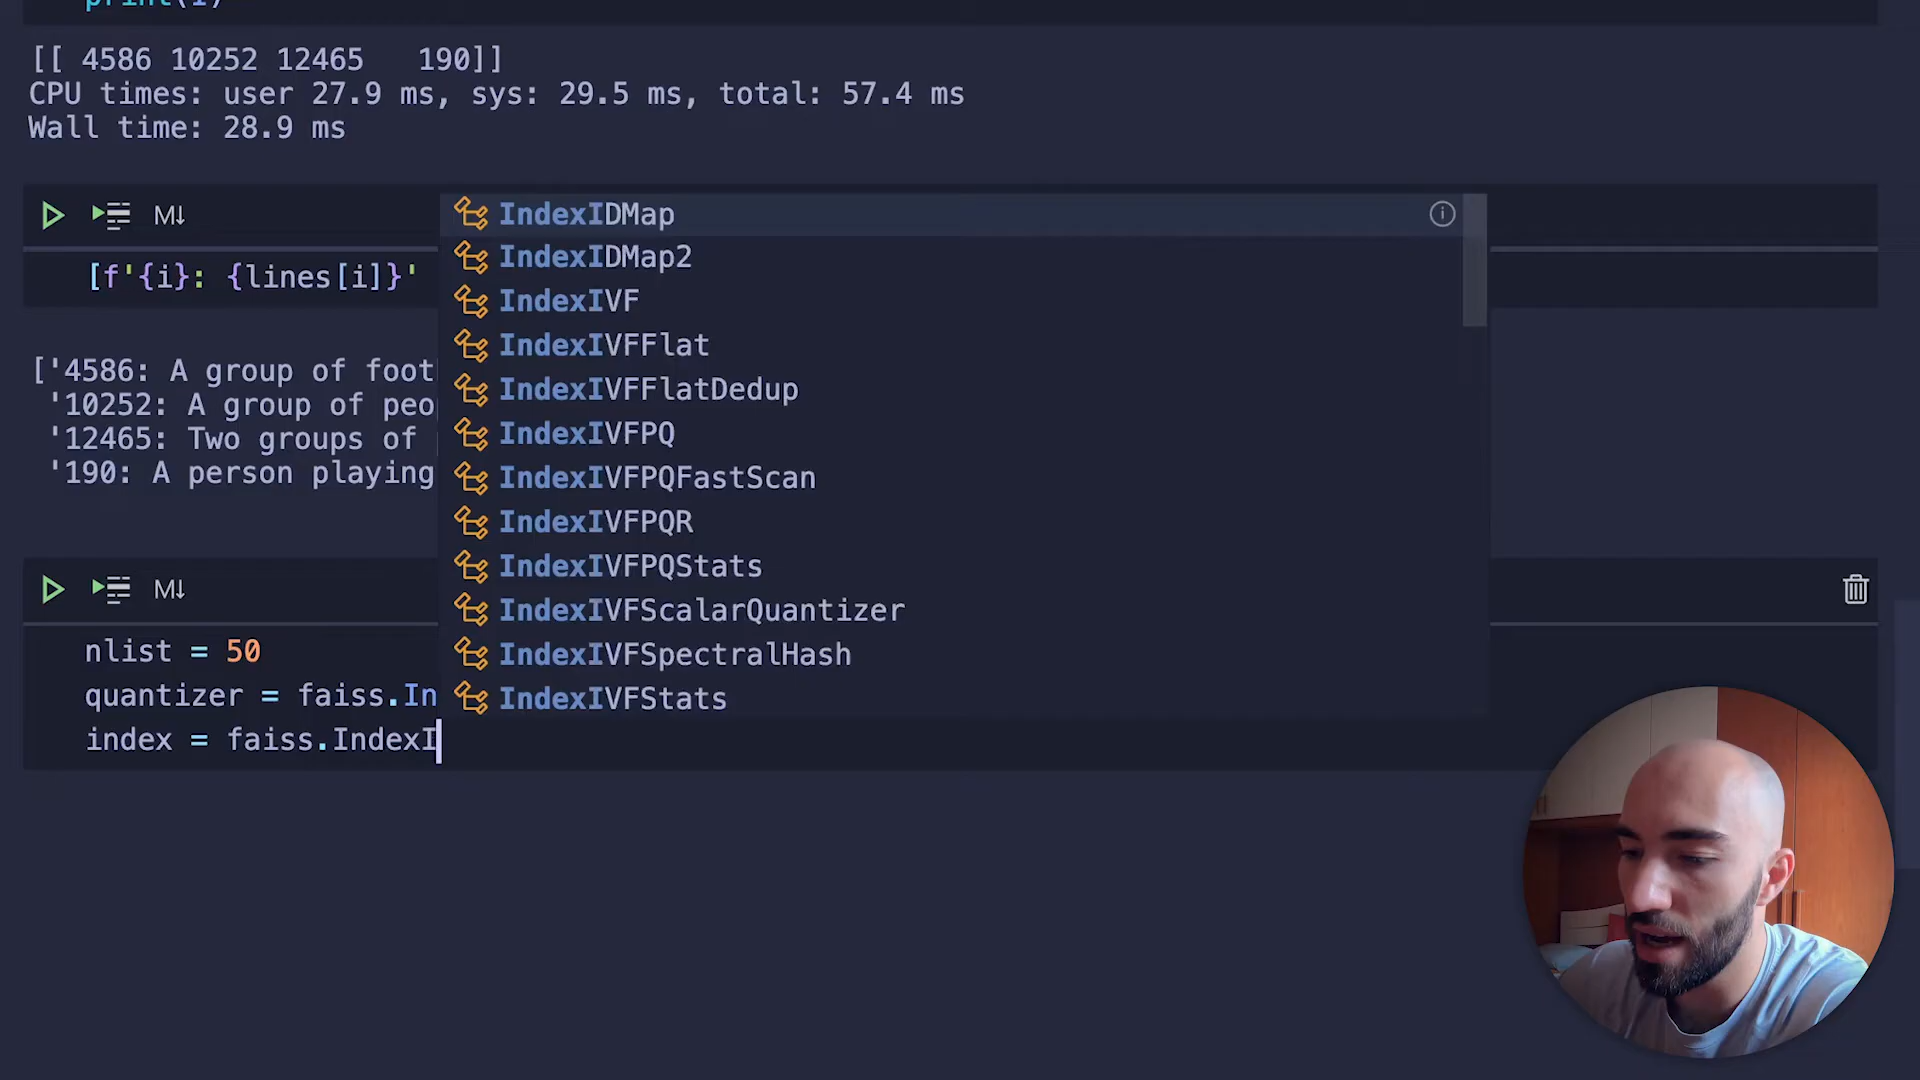 print(I)
[[ 4586 10252 12465   190]]
CPU times: user 27.9 ms, sys: 29.5 ms, total: 57.4 ms
Wall time: 28.9 ms
M↓
[f'{i}: {lines[i]}'
['4586: A group of foot
'10252: A group of peo
'12465: Two groups of
'190: A person playing
IndexIDMap
IndexIDMap2
IndexIVF
IndexIVFFlat
IndexIVFFlatDedup
IndexIVFPQ
IndexIVFPQFastScan
IndexIVFPQR
IndexIVFPQStats
IndexIVFScalarQuantizer
IndexIVFSpectralHash
IndexIVFStats
M↓
nlist = 50
quantizer = faiss.In
index = faiss.IndexI